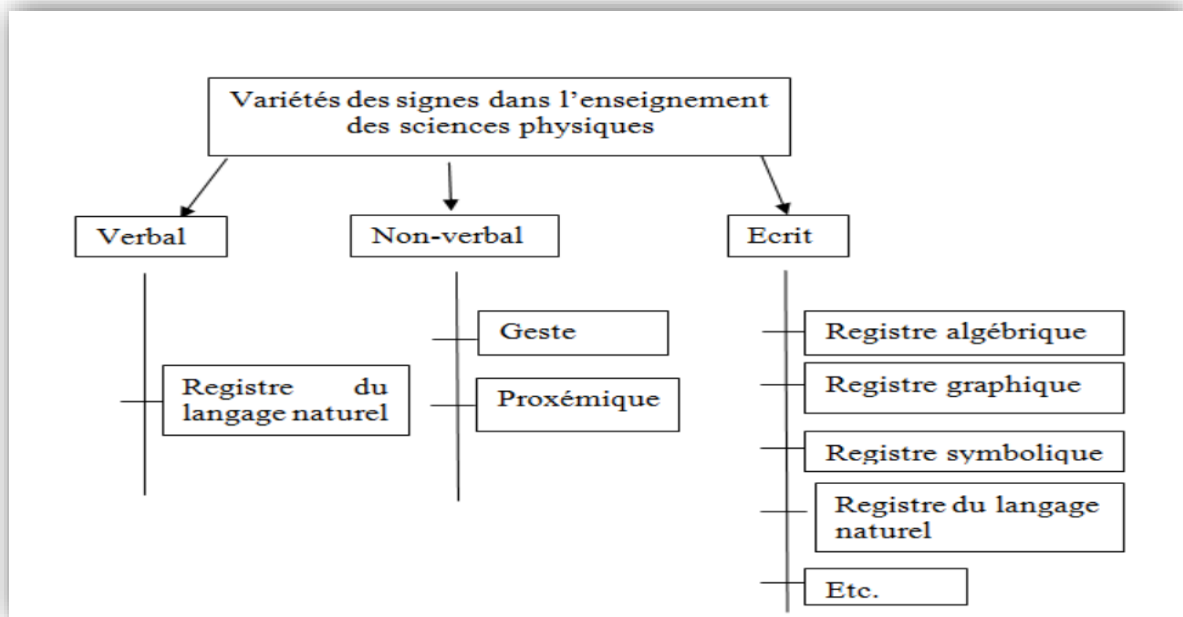 Variétés des signes dans l'enseignement
des sciences physiques
Verbal
Non-verbal
Ecrit
Registre du
langage naturel
Geste
Proxémique
Registre algébrique
Registre graphique
Registre symbolique
Registre du langage
naturel
Etc.